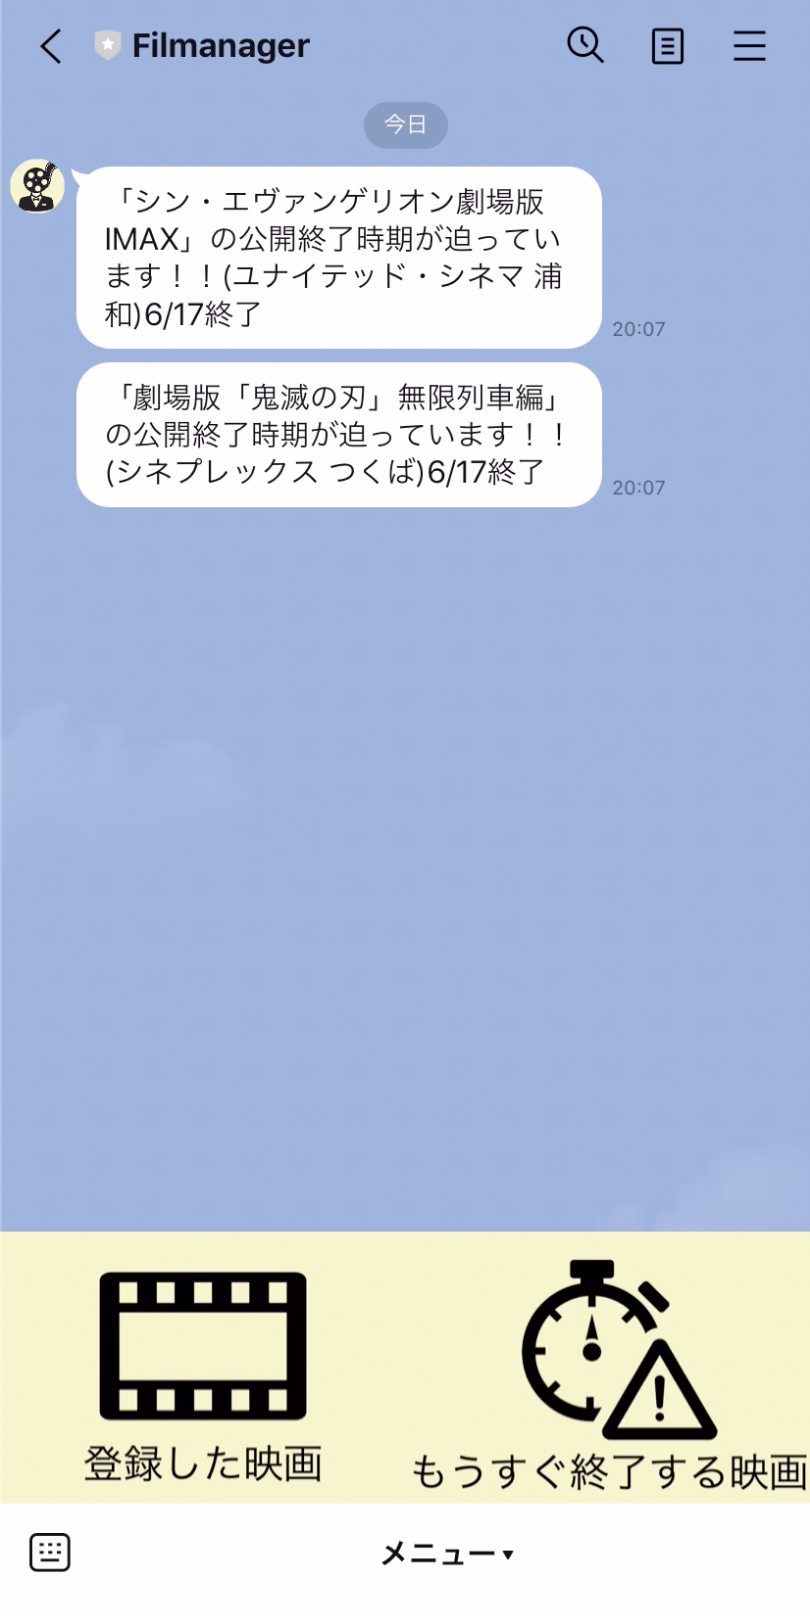 Filmanager
今日
「シン・エヴァンゲリオン劇場版
IMAX」の公開終了時期が迫ってい
ます！！(ユナイテッド・シネマ 浦
和)6/17終了
20:07
「劇場版「鬼滅の刃」無限列車編」
の公開終了時期が迫っています！！
(シネプレックス つくば)6/17終了
20:07
登録した映画
もうすぐ終了する映画
メニュー▾